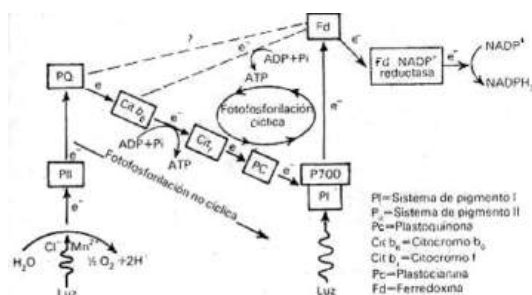 Fd
?
e⁻
ADP+Pi
ATP
e⁻
Fd NADP⁺
reductasa
e⁻
NADP⁺
NADPH₂
PQ
e
Cit b₆
e⁻
Cit,
e
PC
e⁻
Fotofosforilación
cíclica
e⁻
ADP+Pi
ATP
Fotofosforilación no cíclica
P700
PI
e⁻
PII
e⁻
Cl⁻ Mn²⁺
H₂O
½ O₂ +2H
Luz
Luz
PI=Sistema de pigmento I
P =Sistema de pigmento II
Pc=Plastoquinona
Cit b₆=Citocromo b₆
Cit b,=Citocromo f
Pc=Plastocianina
Fd=Ferredoxina